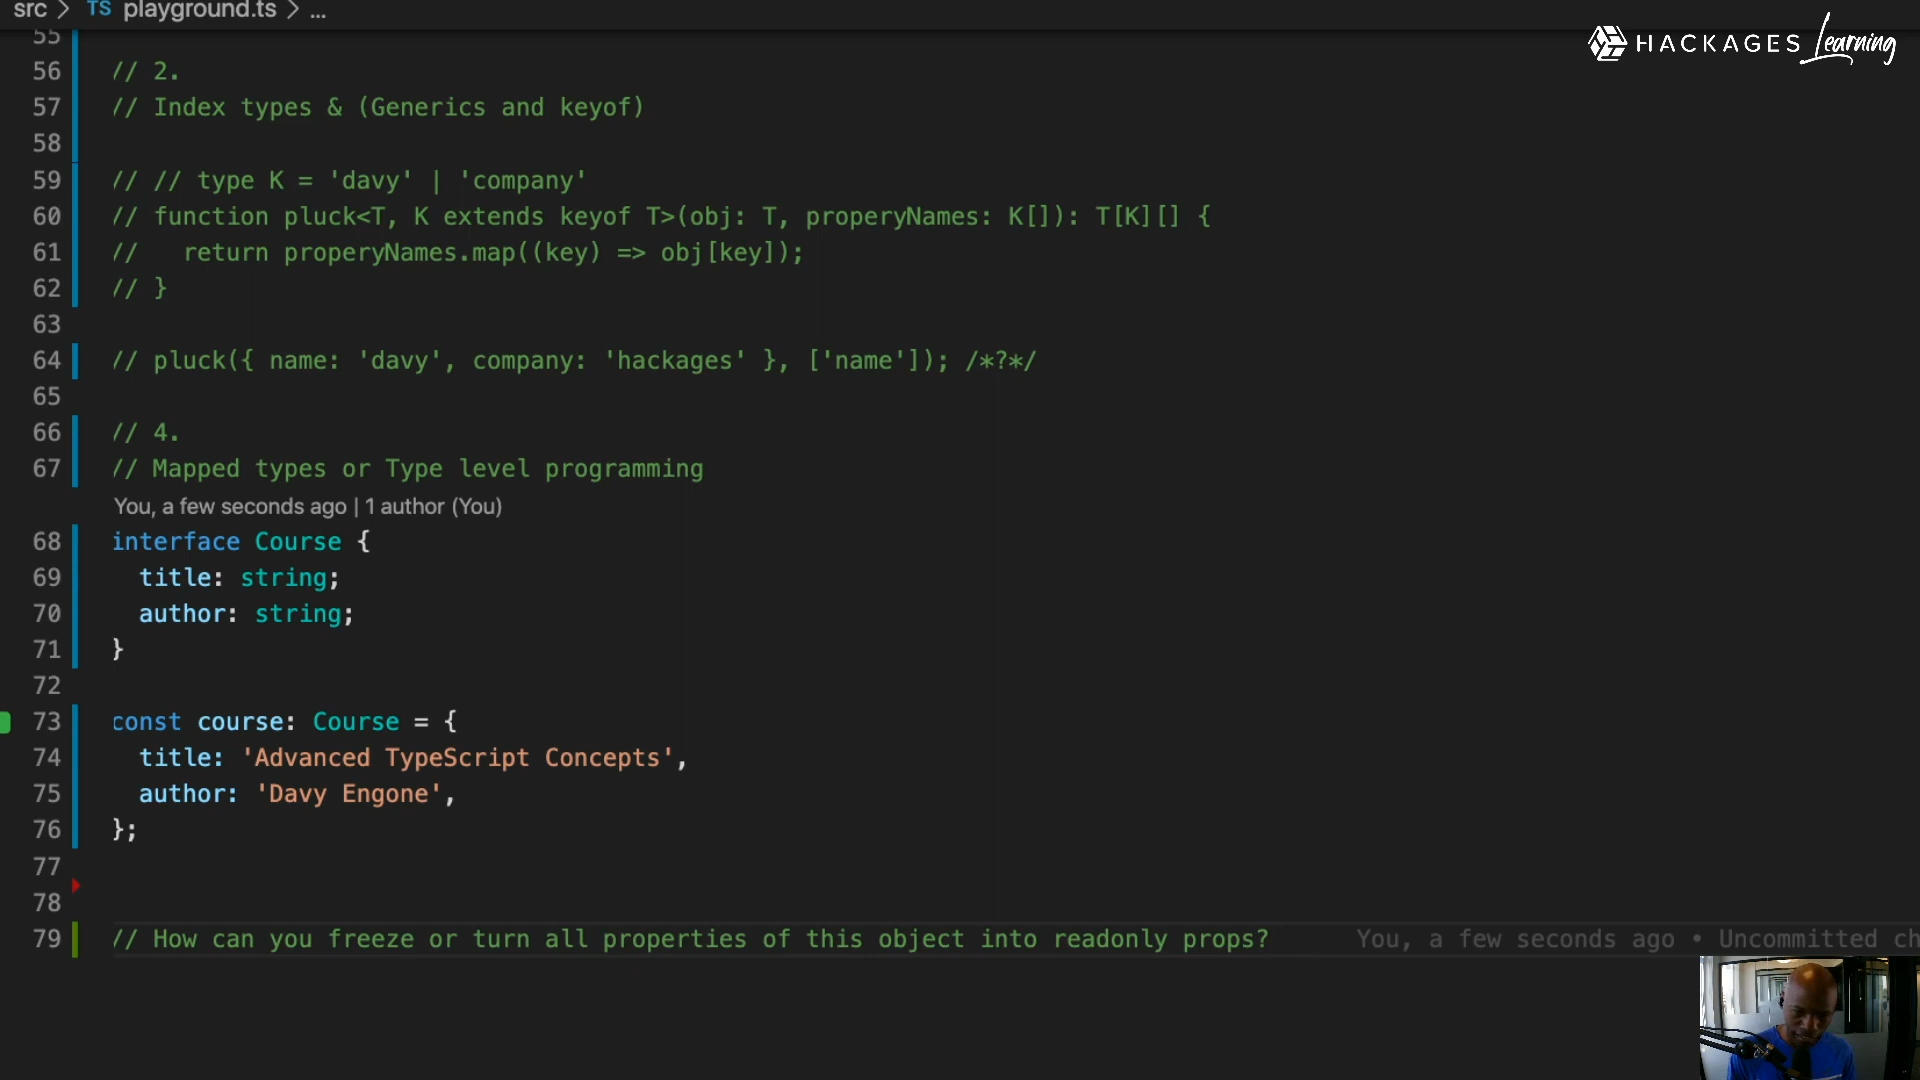 src > TS playground.ts > ...
HACKAGES Learning
55
56 // 2.
57 // Index types & (Generics and keyof)
58
59 // // type K = 'davy' | 'company'
60 // function pluck<T, K extends keyof T>(obj: T, properyNames: K[]): T[K][] {
61 //   return properyNames.map((key) => obj[key]);
62 // }
63
64 // pluck({ name: 'davy', company: 'hackages' }, ['name']); /*?*/
65
66 // 4.
67 // Mapped types or Type level programming
You, a few seconds ago | 1 author (You)
68 interface Course {
69   title: string;
70   author: string;
71 }
72
73 const course: Course = {
74   title: 'Advanced TypeScript Concepts',
75   author: 'Davy Engone',
76 };
77
78
79 // How can you freeze or turn all properties of this object into readonly props? You, a few seconds ago • Uncommitted ch